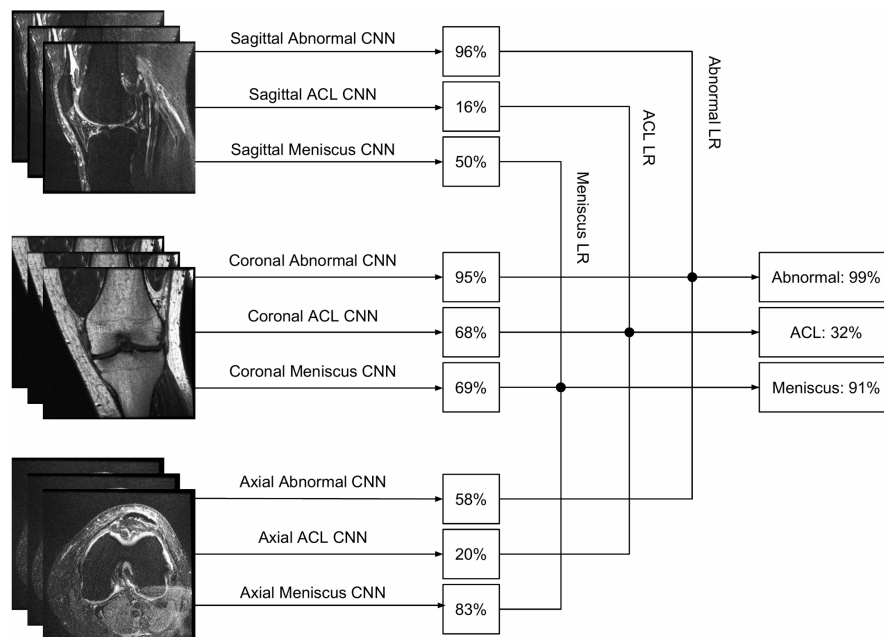 Sagittal Abnormal CNN
96%
Sagittal ACL CNN
16%
Sagittal Meniscus CNN
50%
Abnormal LR
ACL LR
Meniscus LR
Coronal Abnormal CNN
95%
Abnormal: 99%
Coronal ACL CNN
68%
ACL: 32%
Coronal Meniscus CNN
69%
Meniscus: 91%
Axial Abnormal CNN
58%
Axial ACL CNN
20%
Axial Meniscus CNN
83%